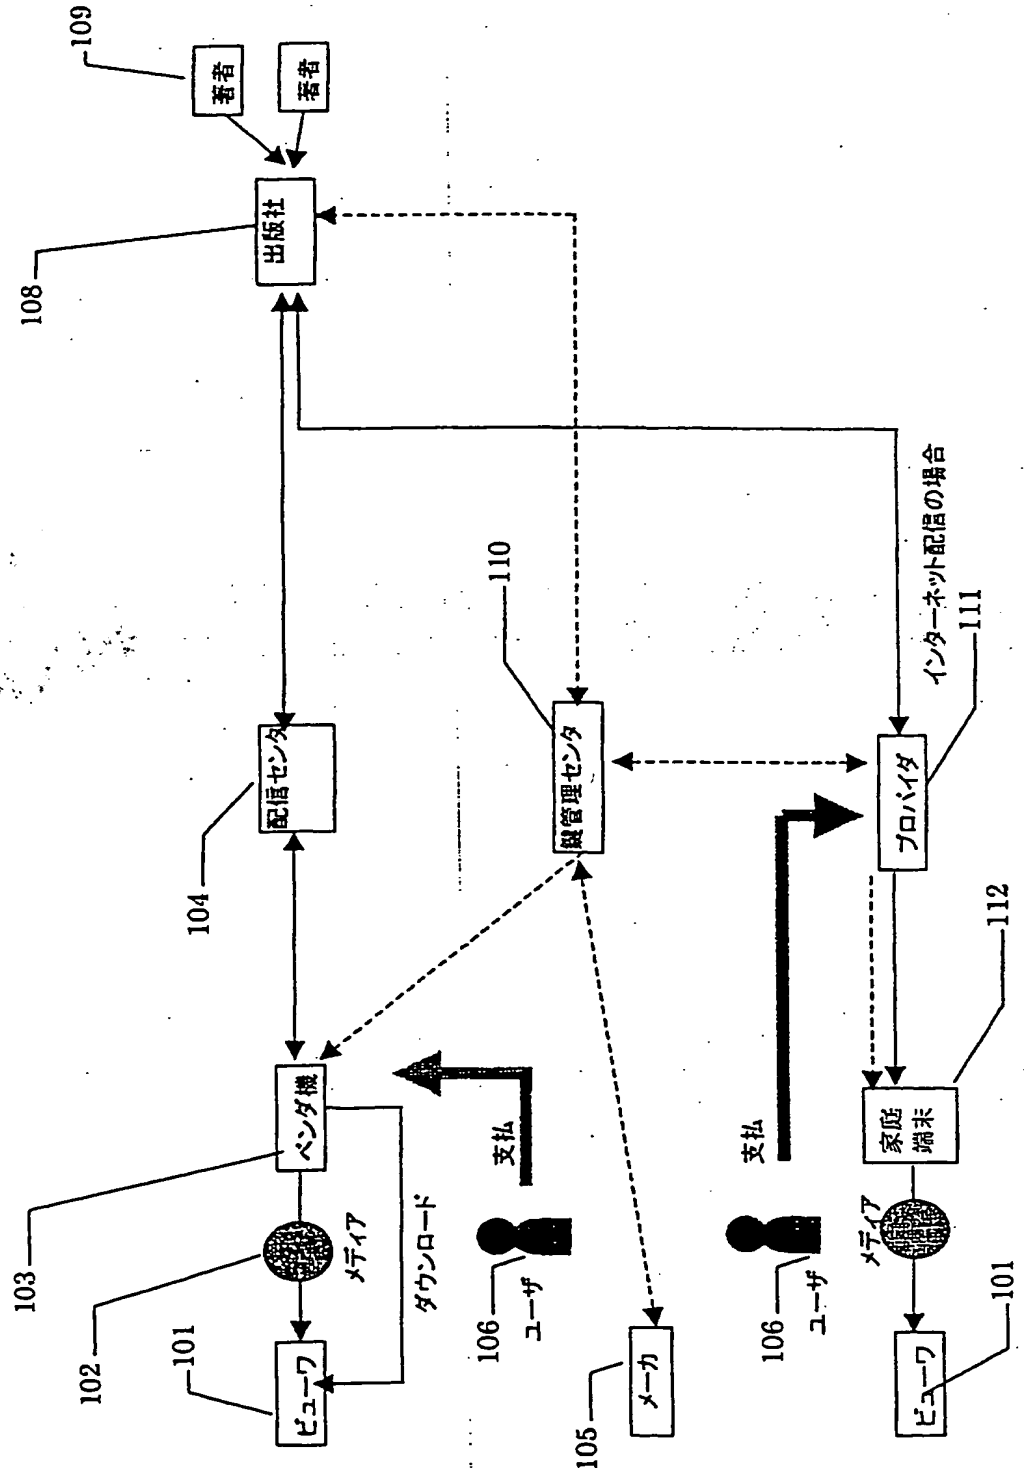 109
著者
著者
108
出版社
104
配信センタ
110
鍵管理センタ
インターネット配信の場合
111
プロバイダ
103
ベンダ機
102
メディア
101
ビューワ
ダウンロード
支払
106
ユーザ
105
メーカ
支払
106
ユーザ
112
家庭
端末
メディア
101
ビューワ